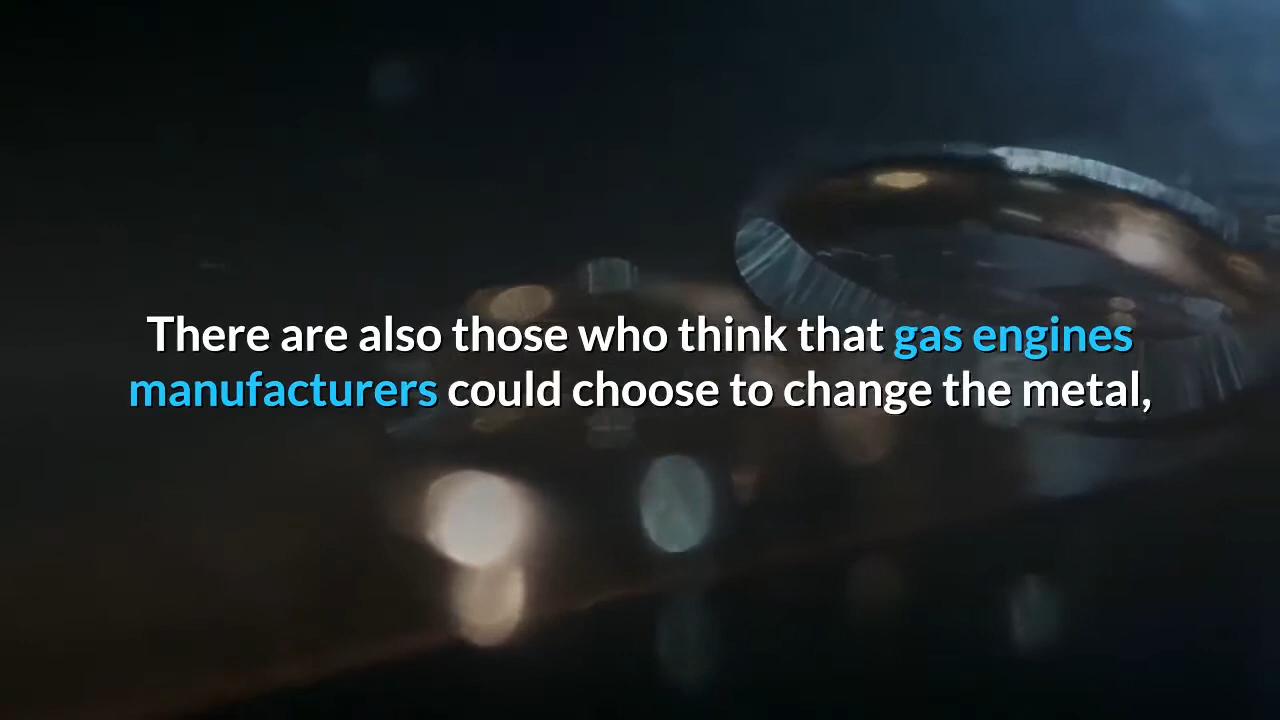 There are also those who think that gas engines
manufacturers could choose to change the metal,